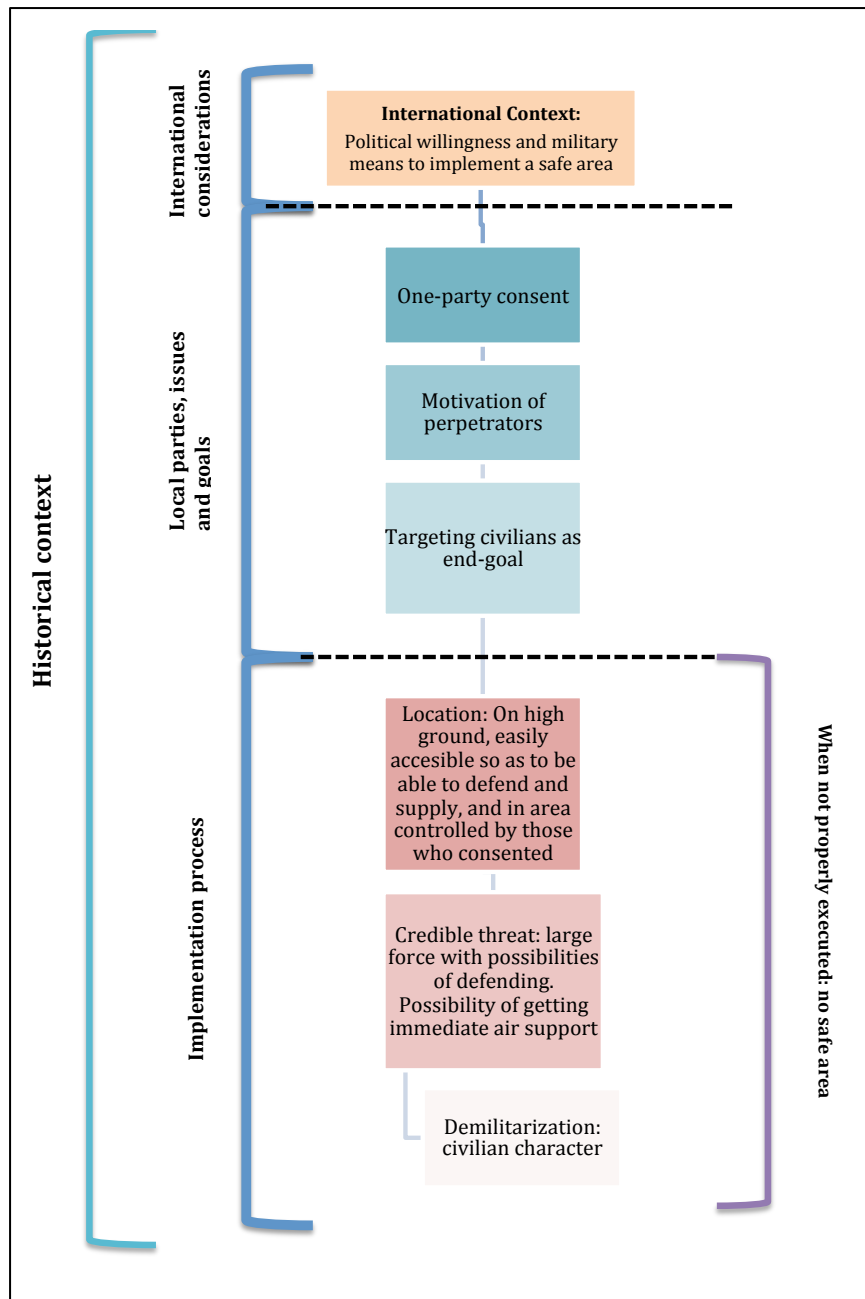 Historical context
International
considerations
International Context:
Political willingness and military
means to implement a safe area
Local parties, issues
and goals
One-party consent
Motivation of
perpetrators
Targeting civilians as
end-goal
Implementation process
Location: On high
ground, easily
accesible so as to be
able to defend and
supply, and in area
controlled by those
who consented
Credible threat: large
force with possibilities
of defending.
Possibility of getting
immediate air support
Demilitarization:
civilian character
When not properly executed: no safe area